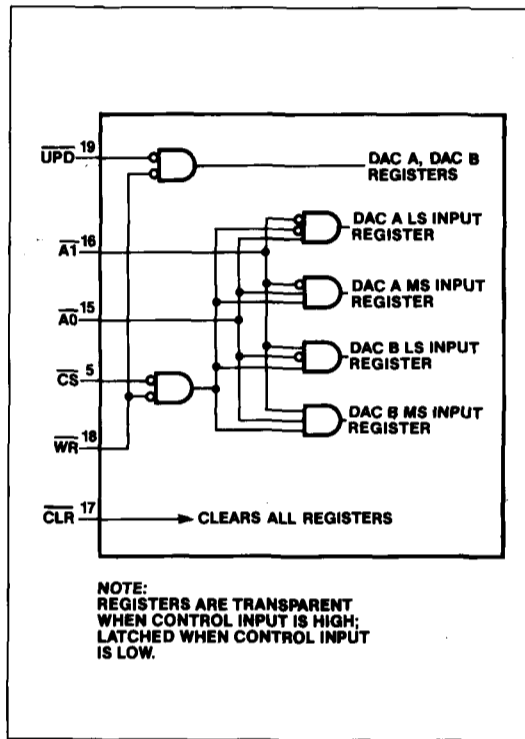 UPD 19
DAC A, DAC B
REGISTERS
DAC A LS INPUT
REGISTER
A1 16
DAC A MS INPUT
REGISTER
A0 15
DAC B LS INPUT
REGISTER
CS 5
DAC B MS INPUT
REGISTER
WR 18
CLR 17
CLEARS ALL REGISTERS
NOTE:
REGISTERS ARE TRANSPARENT
WHEN CONTROL INPUT IS HIGH;
LATCHED WHEN CONTROL INPUT
IS LOW.